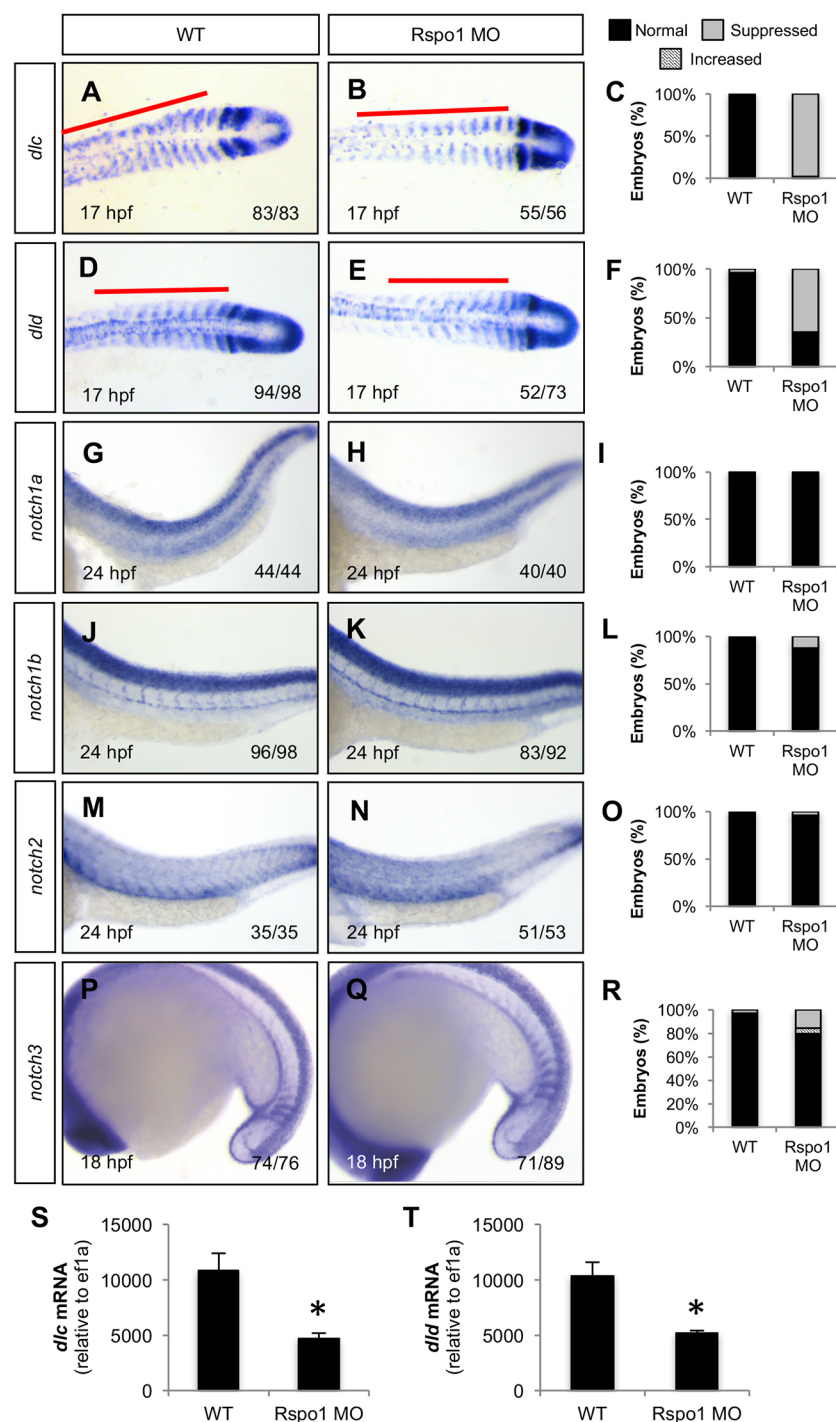 WT
Rspo1 MO
Normal
Suppressed
Increased
dlc
A
17 hpf
83/83
B
17 hpf
55/56
C
Embryos (%)
100%
50%
0%
WT
Rspo1
MO
dld
D
17 hpf
94/98
E
17 hpf
52/73
F
Embryos (%)
100%
50%
0%
WT
Rspo1
MO
notch1a
G
24 hpf
44/44
H
24 hpf
40/40
I
Embryos (%)
100%
50%
0%
WT
Rspo1
MO
notch1b
J
24 hpf
96/98
K
24 hpf
83/92
L
Embryos (%)
100%
50%
0%
WT
Rspo1
MO
notch2
M
24 hpf
35/35
N
24 hpf
51/53
O
Embryos (%)
100%
50%
0%
WT
Rspo1
MO
notch3
P
18 hpf
74/76
Q
18 hpf
71/89
R
Embryos (%)
100%
80%
60%
40%
20%
0%
WT
Rspo1
MO
S
dlc mRNA
(relative to ef1a)
15000
10000
5000
0
*
WT
Rspo1 MO
T
dld mRNA
(relative to ef1a)
15000
10000
5000
0
*
WT
Rspo1 MO